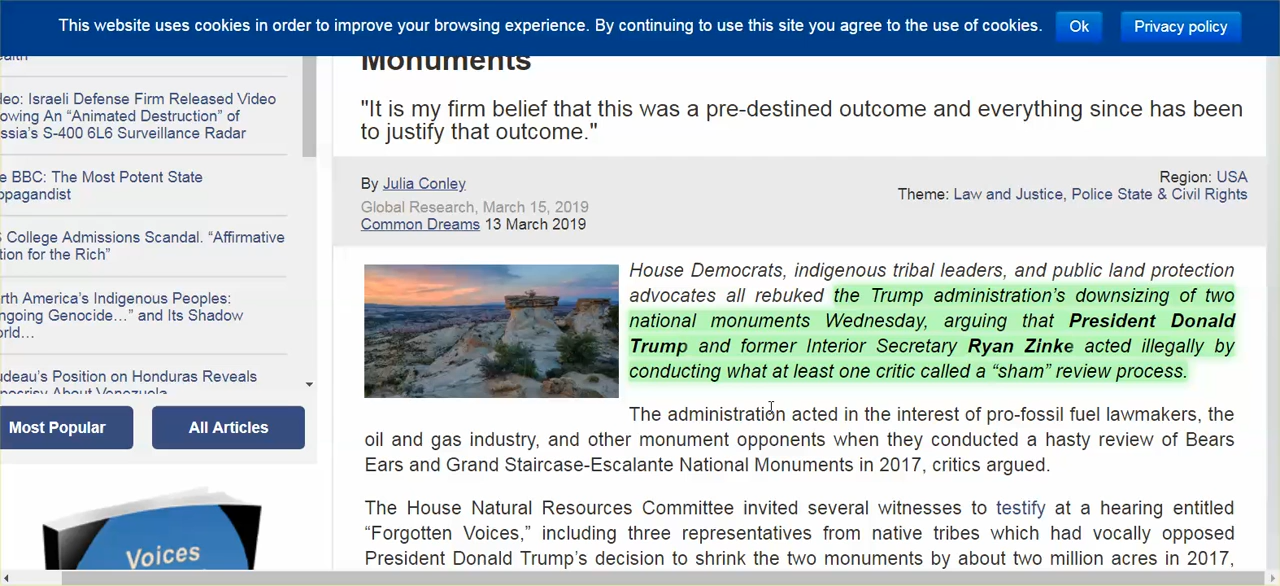 This website uses cookies in order to improve your browsing experience. By continuing to use this site you agree to the use of cookies.
Ok
Privacy policy
Video: Israeli Defense Firm Released Video
owing An “Animated Destruction” of
ssia’s S-400 6L6 Surveillance Radar
e BBC: The Most Potent State
opagandist
S College Admissions Scandal. “Affirmative
tion for the Rich”
rth America’s Indigenous Peoples:
ngoing Genocide…” and Its Shadow
orld…
udeau’s Position on Honduras Reveals
Most Popular
All Articles
Voices
Monuments
"It is my firm belief that this was a pre-destined outcome and everything since has been
to justify that outcome."
By Julia Conley
Global Research, March 15, 2019
Common Dreams 13 March 2019
Region: USA
Theme: Law and Justice, Police State & Civil Rights
House Democrats, indigenous tribal leaders, and public land protection
advocates all rebuked the Trump administration’s downsizing of two
national monuments Wednesday, arguing that President Donald
Trump and former Interior Secretary Ryan Zinke acted illegally by
conducting what at least one critic called a “sham” review process.
The administration acted in the interest of pro-fossil fuel lawmakers, the
oil and gas industry, and other monument opponents when they conducted a hasty review of Bears
Ears and Grand Staircase-Escalante National Monuments in 2017, critics argued.
The House Natural Resources Committee invited several witnesses to testify at a hearing entitled
“Forgotten Voices,” including three representatives from native tribes which had vocally opposed
President Donald Trump’s decision to shrink the two monuments by about two million acres in 2017,